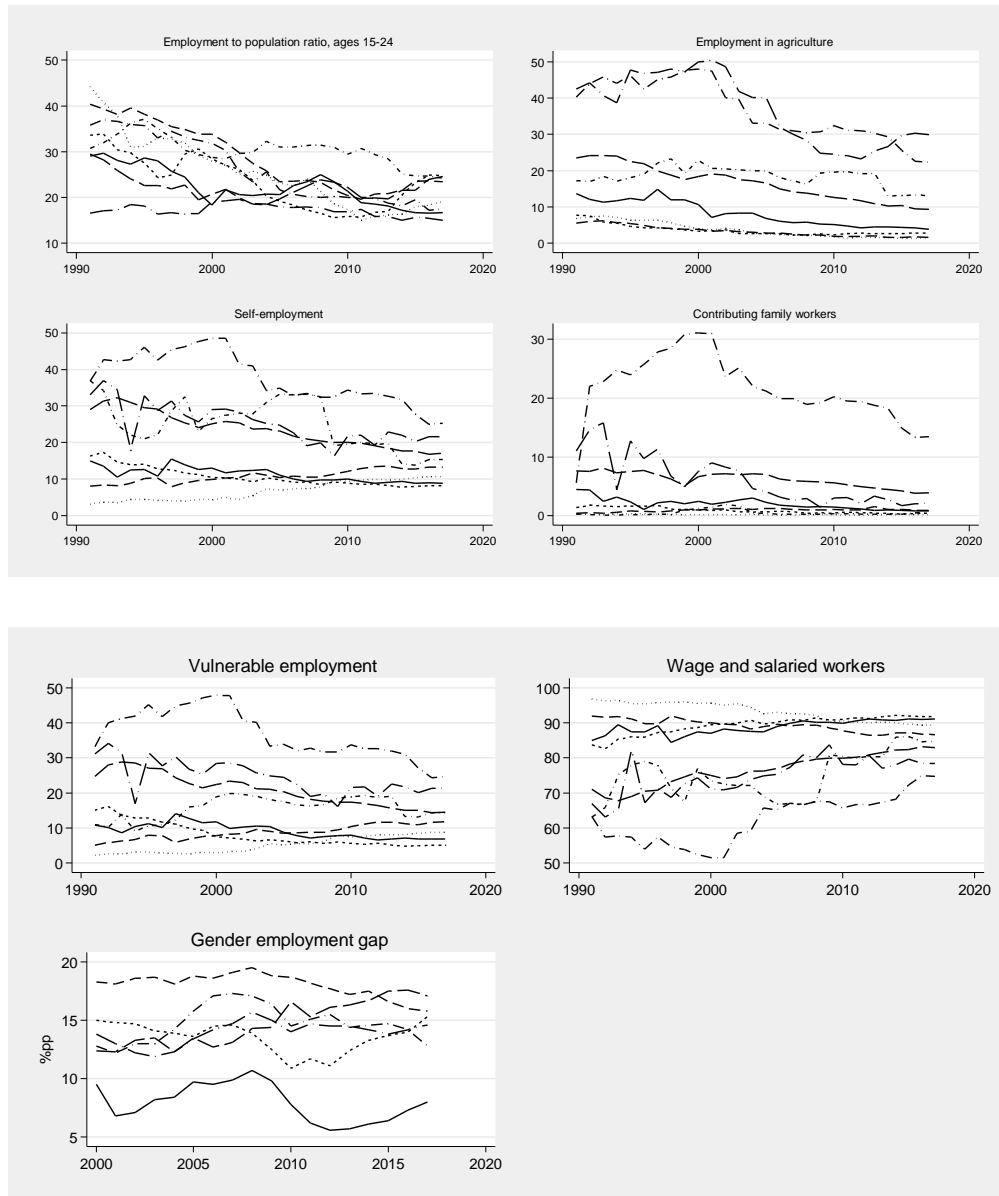 Employment to population ratio, ages 15-24
50
40
30
20
10
1990 2000 2010 2020
Employment in agriculture
50
40
30
20
10
0
1990 2000 2010 2020
Self-employment
50
40
30
20
10
0
1990 2000 2010 2020
Contributing family workers
30
20
10
0
1990 2000 2010 2020
Vulnerable employment
50
40
30
20
10
0
1990 2000 2010 2020
Wage and salaried workers
100
90
80
70
60
50
1990 2000 2010 2020
Gender employment gap
%pp
20
15
10
5
2000 2005 2010 2015 2020